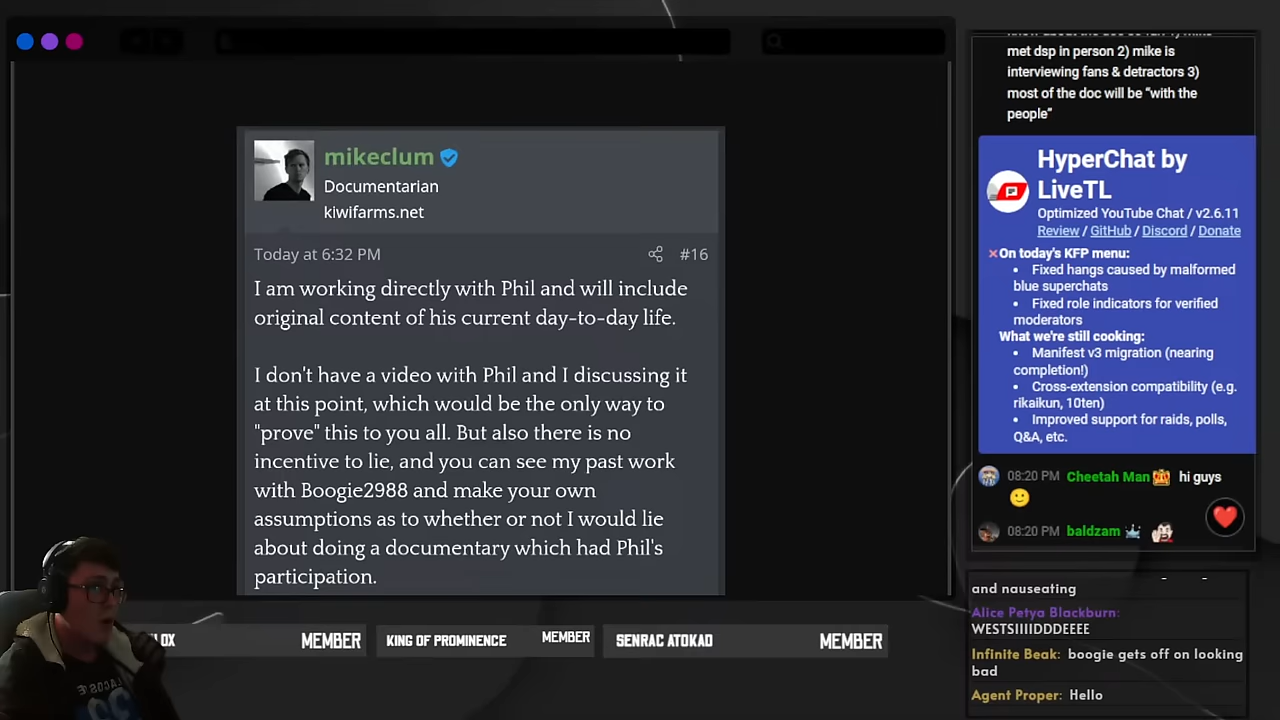 mikeclum
Documentarian
kiwifarms.net
Today at 6:32 PM
#16
I am working directly with Phil and will include
original content of his current day-to-day life.
I don't have a video with Phil and I discussing it
at this point, which would be the only way to
"prove" this to you all. But also there is no
incentive to lie, and you can see my past work
with Boogie2988 and make your own
assumptions as to whether or not I would lie
about doing a documentary which had Phil's
participation.
OX
MEMBER
KING OF PROMINENCE
MEMBER
SENRAC ATOKAD
MEMBER
met dsp in person 2) mike is
interviewing fans & detractors 3)
most of the doc will be “with the
people”
HyperChat by
LiveTL
Optimized YouTube Chat / v2.6.11
Review / GitHub / Discord / Donate
On today's KFP menu:
• Fixed hangs caused by malformed
blue superchats
• Fixed role indicators for verified
moderators
What we're still cooking:
• Manifest v3 migration (nearing
completion!)
• Cross-extension compatibility (e.g.
rikaikun, 10ten)
• Improved support for raids, polls,
Q&A, etc.
08:20 PM Cheetah Man hi guys
08:20 PM baldzam
and nauseating
Alice Petya Blackburn:
WESTSIIIIDDDEEEE
Infinite Beak: boogie gets off on looking
bad
Agent Proper: Hello